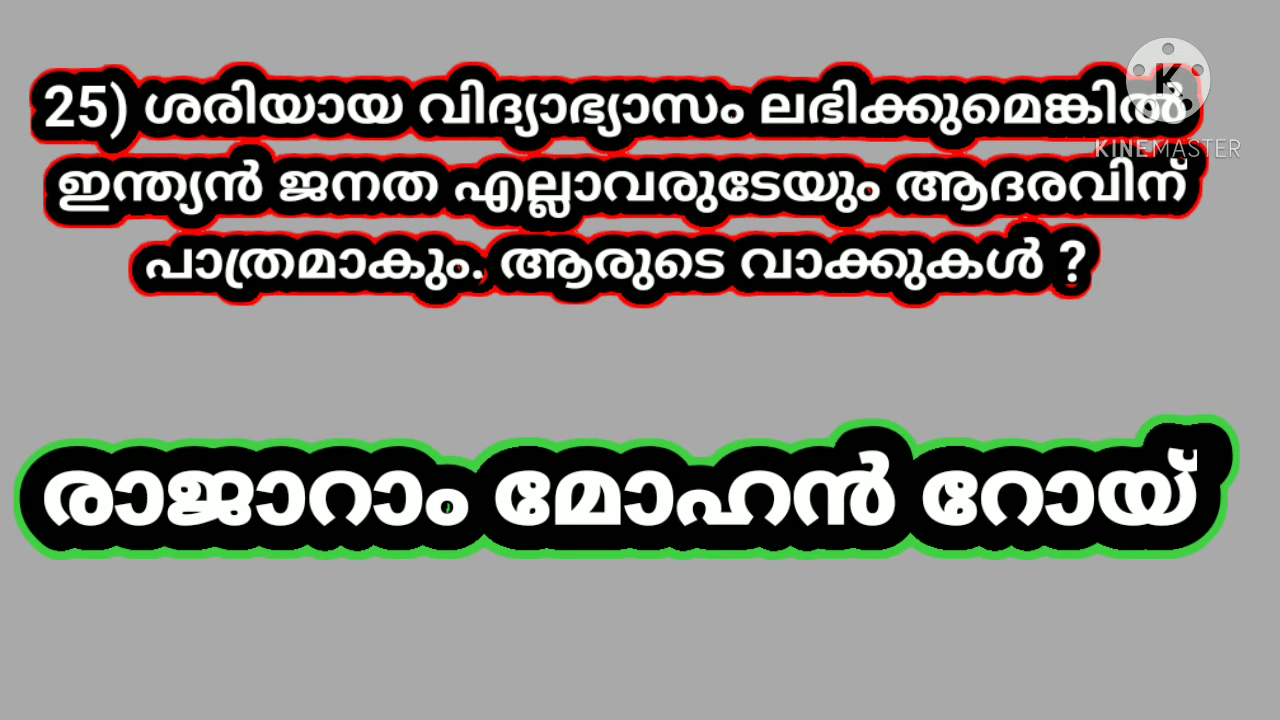 25) ശരിയായ വിദ്യാഭ്യാസം ലഭിക്കുമെങ്കിൽ
ഇന്ത്യൻ ജനത എല്ലാവരുടേയും ആദരവിന്
പാത്രമാകും. ആരുടെ വാക്കുകൾ ?
രാജാറാം മോഹൻ റോയ്
K
KINEMASTER